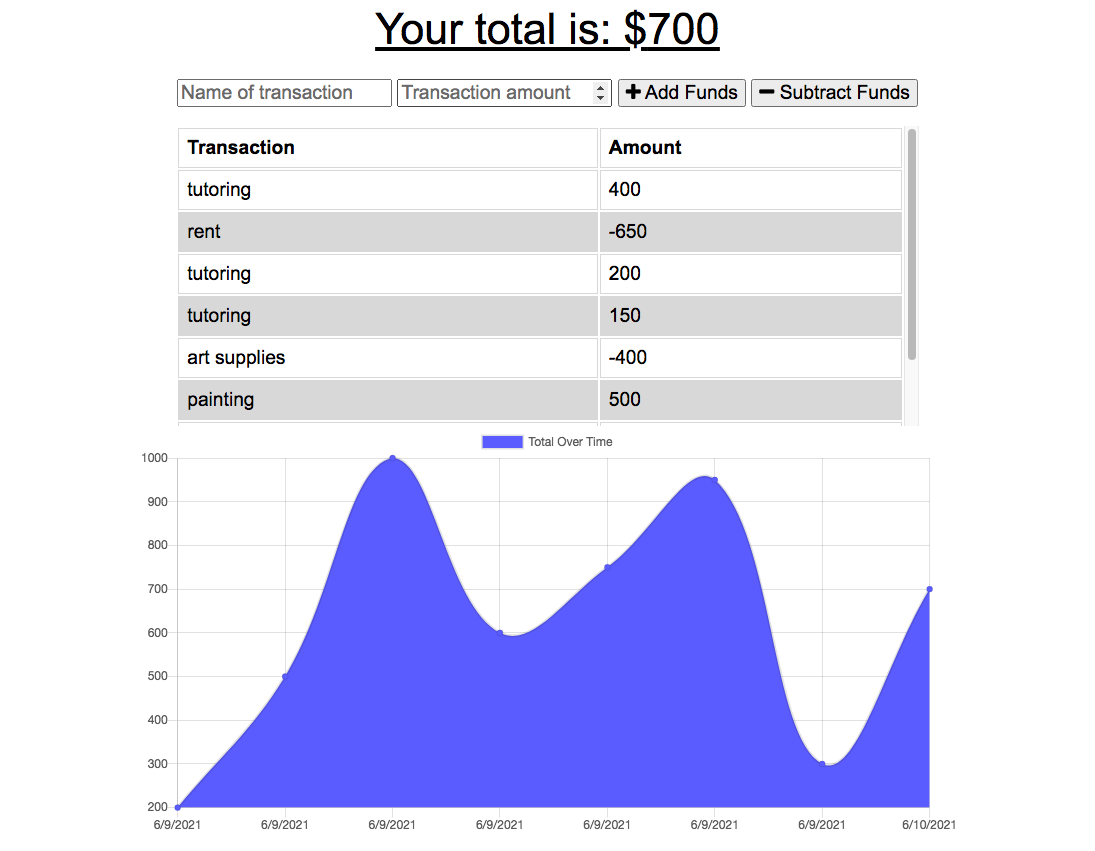 Your total is: $700
Name of transaction Transaction amount Add Funds Subtract Funds
Transaction Amount
tutoring 400
rent -650
tutoring 200
tutoring 150
art supplies -400
painting 500
Total Over Time
1000
900
800
700
600
500
400
300
200
6/9/2021 6/9/2021 6/9/2021 6/9/2021 6/9/2021 6/9/2021 6/9/2021 6/10/2021